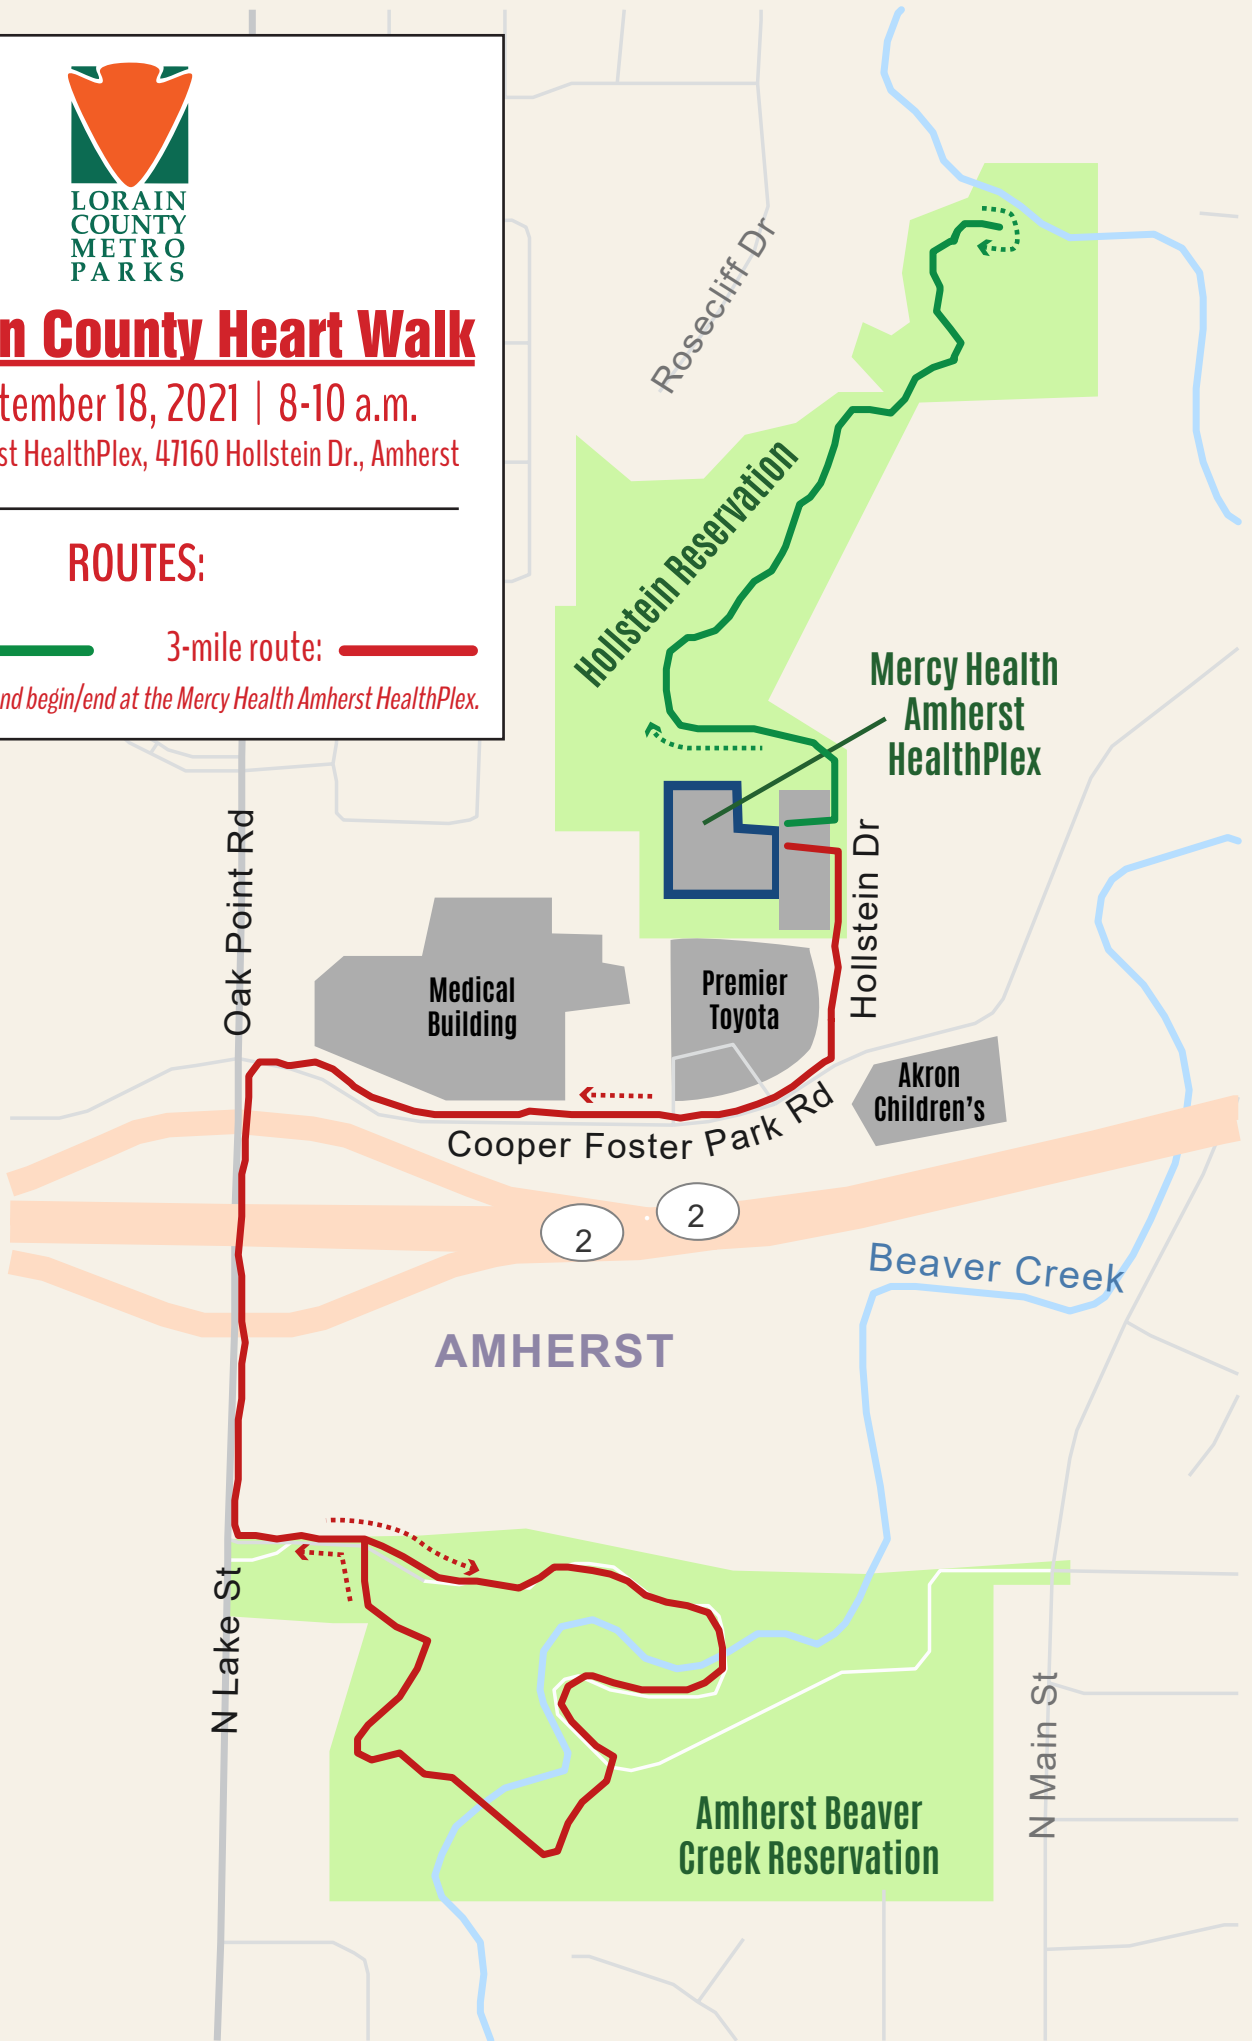 LORAIN
COUNTY
METRO
PARKS
n County Heart Walk
tember 18, 2021 | 8-10 a.m.
st HealthPlex, 47160 Hollstein Dr., Amherst
ROUTES:
3-mile route:
nd begin/end at the Mercy Health Amherst HealthPlex.
Rosecliff Dr
Hollstein Reservation
Mercy Health
Amherst
HealthPlex
Oak Point Rd
Hollstein Dr
Medical
Building
Premier
Toyota
Akron
Children's
Cooper Foster Park Rd
2
2
Beaver Creek
AMHERST
N Lake St
N Main St
Amherst Beaver
Creek Reservation